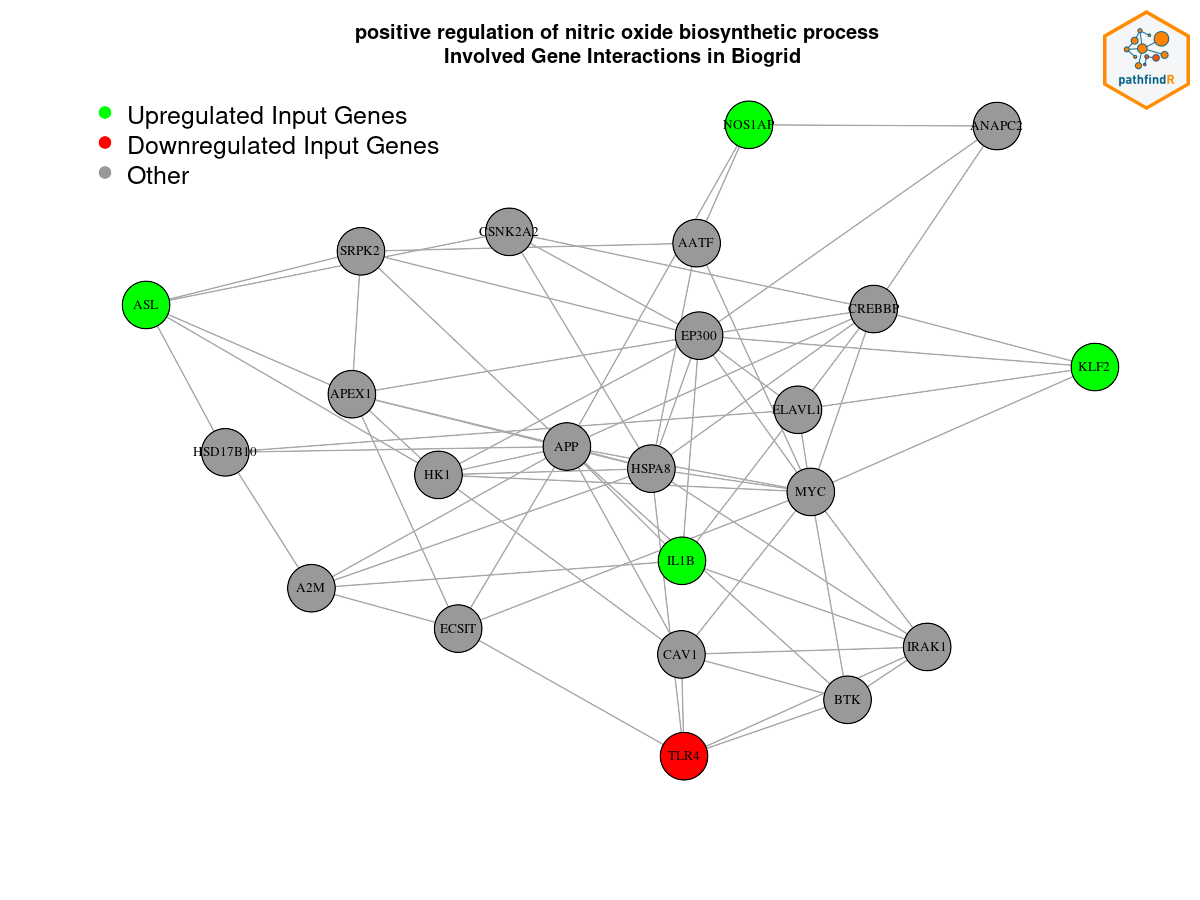 positive regulation of nitric oxide biosynthetic process
Involved Gene Interactions in Biogrid
pathfindR
Upregulated Input Genes
Downregulated Input Genes
Other
NOS1AP
ANAPC2
CSNK2A2
SRPK2
AATF
ASL
CREBBP
EP300
KLF2
APEX1
ELAVL1
HSD17B10
APP
HK1
HSPA8
MYC
IL1B
A2M
ECSIT
CAV1
IRAK1
BTK
TLR4